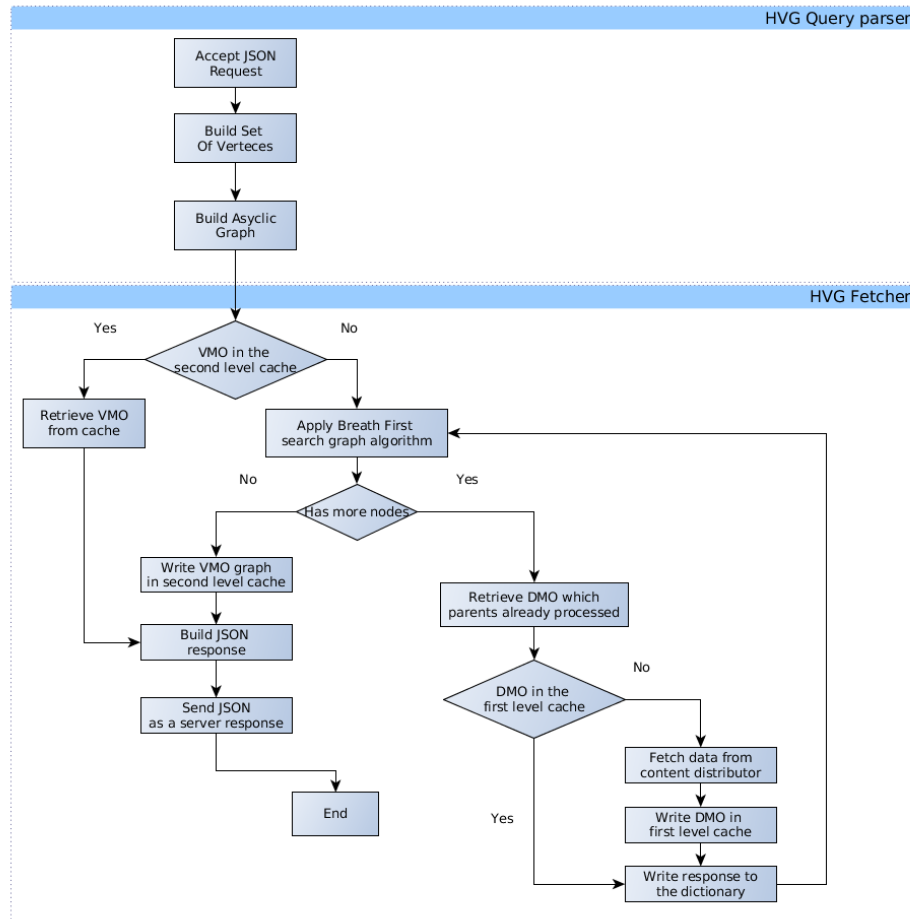 HVG Query parser
Accept JSON
Request
Build Set
Of Verteces
Build Asyclic
Graph
HVG Fetcher
Yes
No
VMO in the
second level cache
Retrieve VMO
from cache
Apply Breath First
search graph algorithm
No
Yes
Has more nodes
Write VMO graph
in second level cache
Retrieve DMO which
parents already processed
Build JSON
response
No
DMO in the
first level cache
Send JSON
as a server response
Fetch data from
content distributor
End
Yes
Write DMO in
first level cache
Write response to
the dictionary